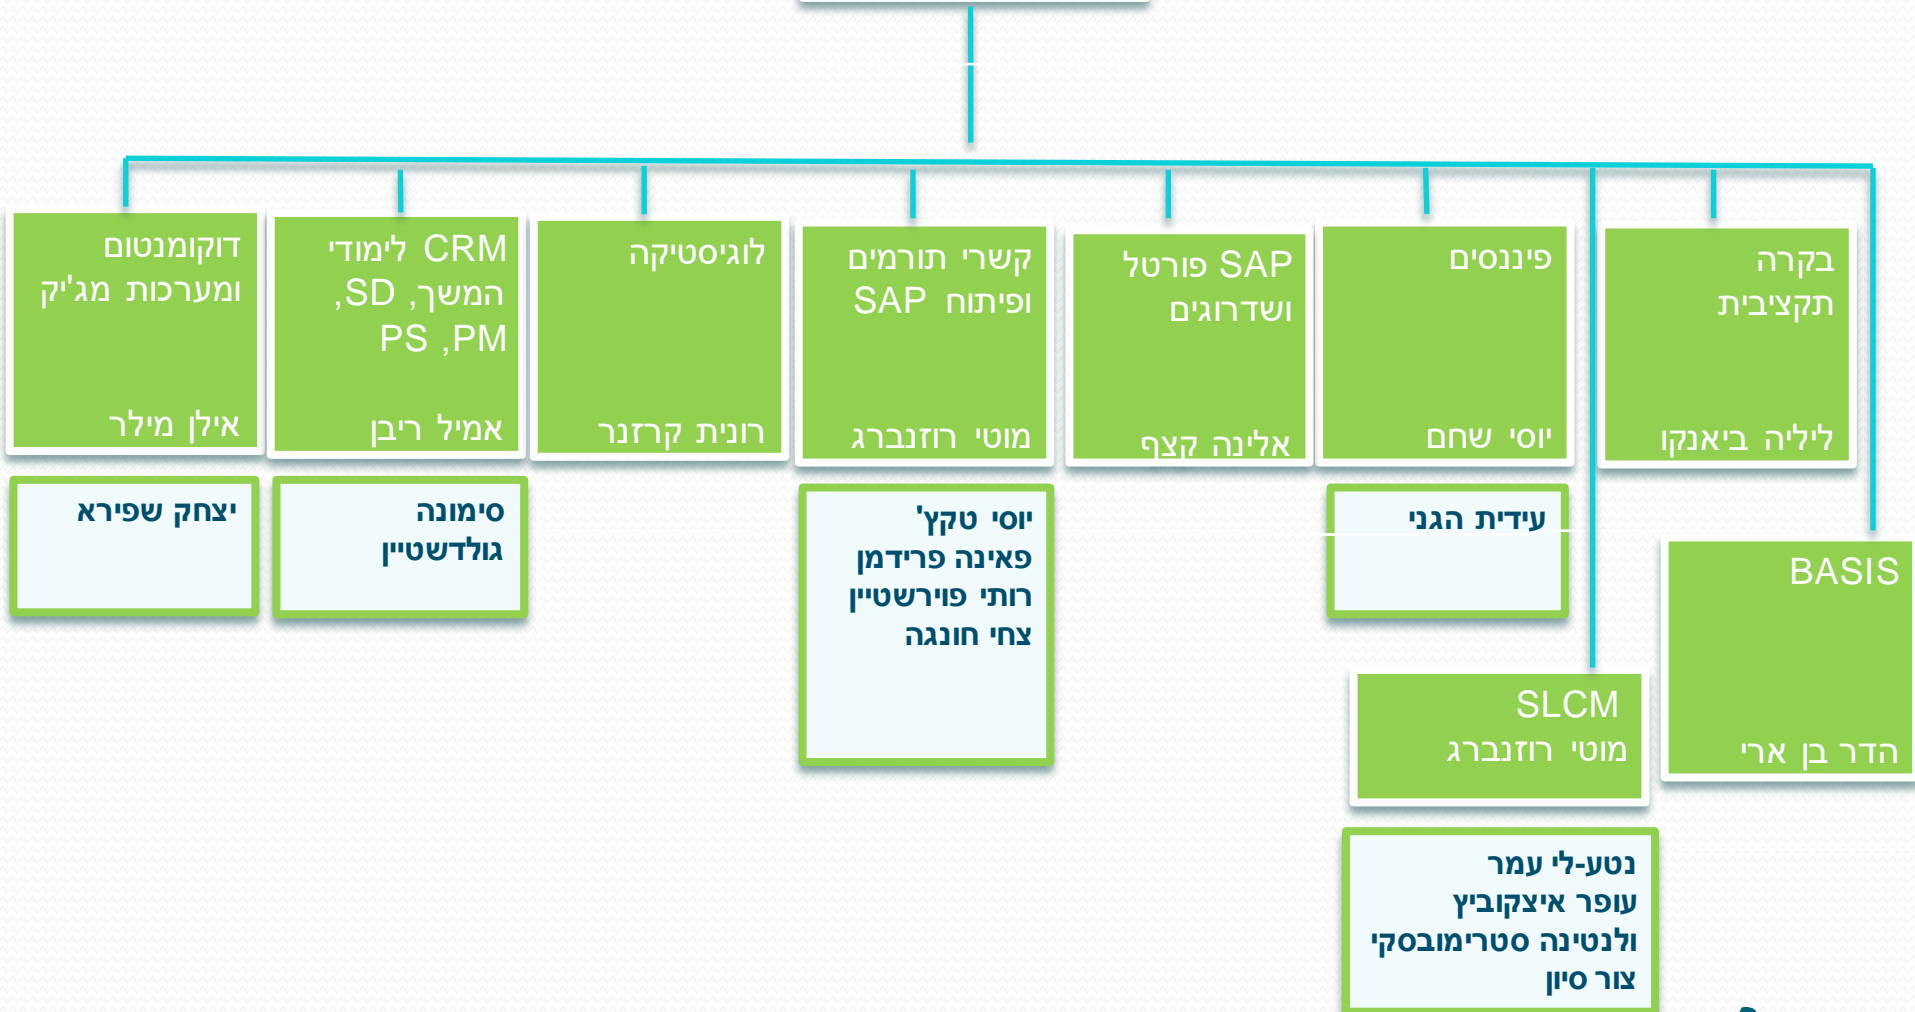 בקרה
תקציבית
ליליה ביאנקו
פיננסים
יוסי שחם
SAP פורטל
ושדרוגים
אלינה קצף
קשרי תורמים
ופיתוח SAP
מוטי רוזנברג
לוגיסטיקה
רונית קרזנר
CRM לימודי
המשך, SD,
PS ,PM
אמיל ריבן
דוקומנטום
ומערכות מג'יק
אילן מילר
עידית הגני
יוסי טקץ'
פאינה פרידמן
רותי פוירשטיין
צחי חונגה
סימונה
גולדשטיין
יצחק שפירא
BASIS
הדר בן ארי
SLCM
מוטי רוזנברג
נטע-לי עמר
עופר איצקוביץ
ולנטינה סטרימובסקי
צור סיון